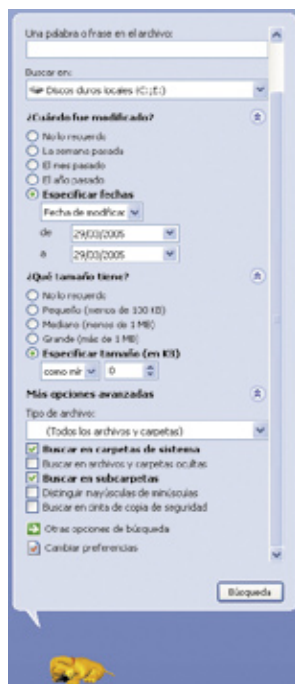 Una palabra o frase en el archivo:
Buscar en:
Discos duros locales (C:;E:)
¿Cuándo fue modificado?
No lo recuerdo
La semana pasada
El mes pasado
El año pasado
Especificar fechas
Fecha de modificac
de 29/03/2005
a 29/03/2005
¿Qué tamaño tiene?
No lo recuerdo
Pequeño (menos de 100 KB)
Mediano (menos de 1 MB)
Grande (más de 1 MB)
Especificar tamaño (en KB)
como mír 0
Más opciones avanzadas
Tipo de archivo:
(Todos los archivos y carpetas)
Buscar en carpetas de sistema
Buscar en archivos y carpetas ocultas
Buscar en subcarpetas
Distinguir mayúsculas de minúsculas
Buscar en cinta de copia de seguridad
Otras opciones de búsqueda
Cambiar preferencias
Búsqueda